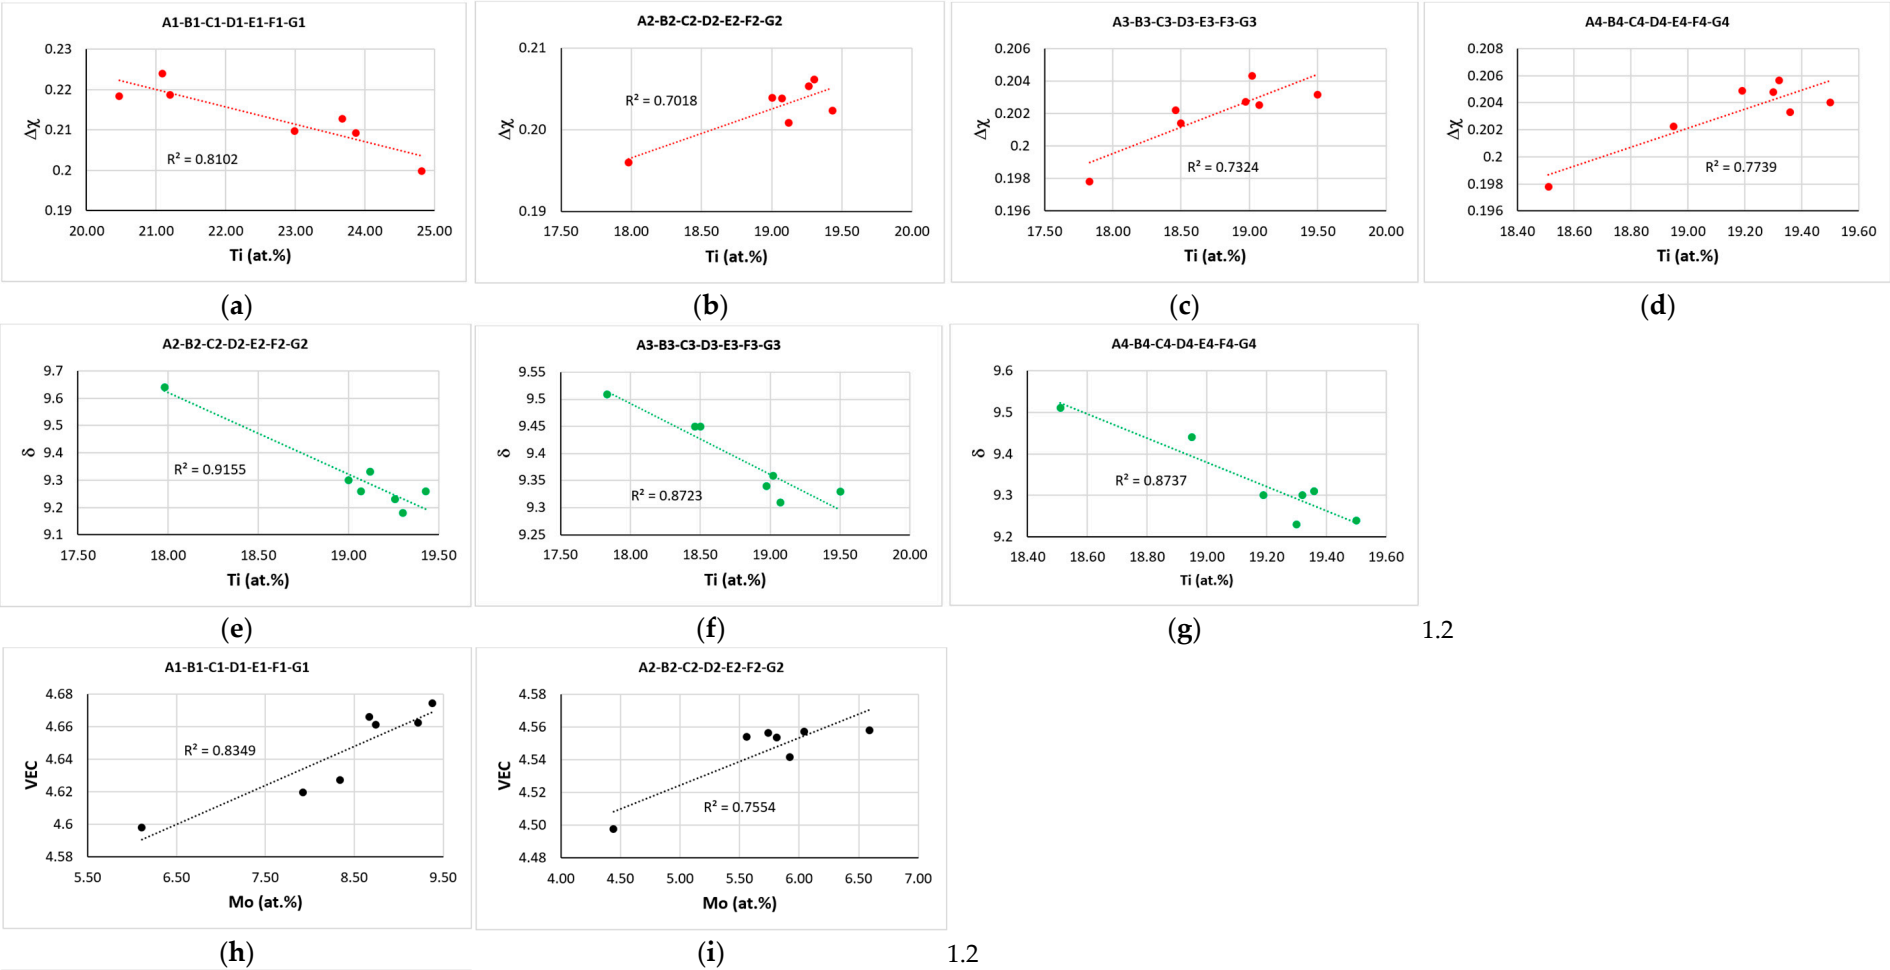 A1-B1-C1-D1-E1-F1-G1
0.23
0.22
0.21
0.2
0.19
Δχ
R² = 0.8102
20.00 21.00 22.00 23.00 24.00 25.00
Ti (at.%)
(a)
A2-B2-C2-D2-E2-F2-G2
0.21
0.20
0.19
Δχ
R² = 0.7018
17.50 18.00 18.50 19.00 19.50 20.00
Ti (at.%)
(b)
A3-B3-C3-D3-E3-F3-G3
0.206
0.204
0.202
0.2
0.198
0.196
Δχ
R² = 0.7324
17.50 18.00 18.50 19.00 19.50 20.00
Ti (at.%)
(c)
A4-B4-C4-D4-E4-F4-G4
0.208
0.206
0.204
0.202
0.2
0.198
0.196
Δχ
R² = 0.7739
18.40 18.60 18.80 19.00 19.20 19.40 19.60
Ti (at.%)
(d)
A2-B2-C2-D2-E2-F2-G2
9.7
9.6
9.5
9.4
9.3
9.2
9.1
δ
R² = 0.9155
17.50 18.00 18.50 19.00 19.50
Ti (at.%)
(e)
A3-B3-C3-D3-E3-F3-G3
9.55
9.5
9.45
9.4
9.35
9.3
9.25
δ
R² = 0.8723
17.50 18.00 18.50 19.00 19.50 20.00
Ti (at.%)
(f)
A4-B4-C4-D4-E4-F4-G4
9.6
9.5
9.4
9.3
9.2
δ
R² = 0.8737
18.40 18.60 18.80 19.00 19.20 19.40 19.60
Ti (at.%)
(g)
1.2
A1-B1-C1-D1-E1-F1-G1
4.68
4.66
4.64
4.62
4.6
4.58
VEC
R² = 0.8349
5.50 6.50 7.50 8.50 9.50
Mo (at.%)
(h)
A2-B2-C2-D2-E2-F2-G2
4.58
4.56
4.54
4.52
4.50
4.48
VEC
R² = 0.7554
4.00 4.50 5.00 5.50 6.00 6.50 7.00
Mo (at.%)
(i)
1.2